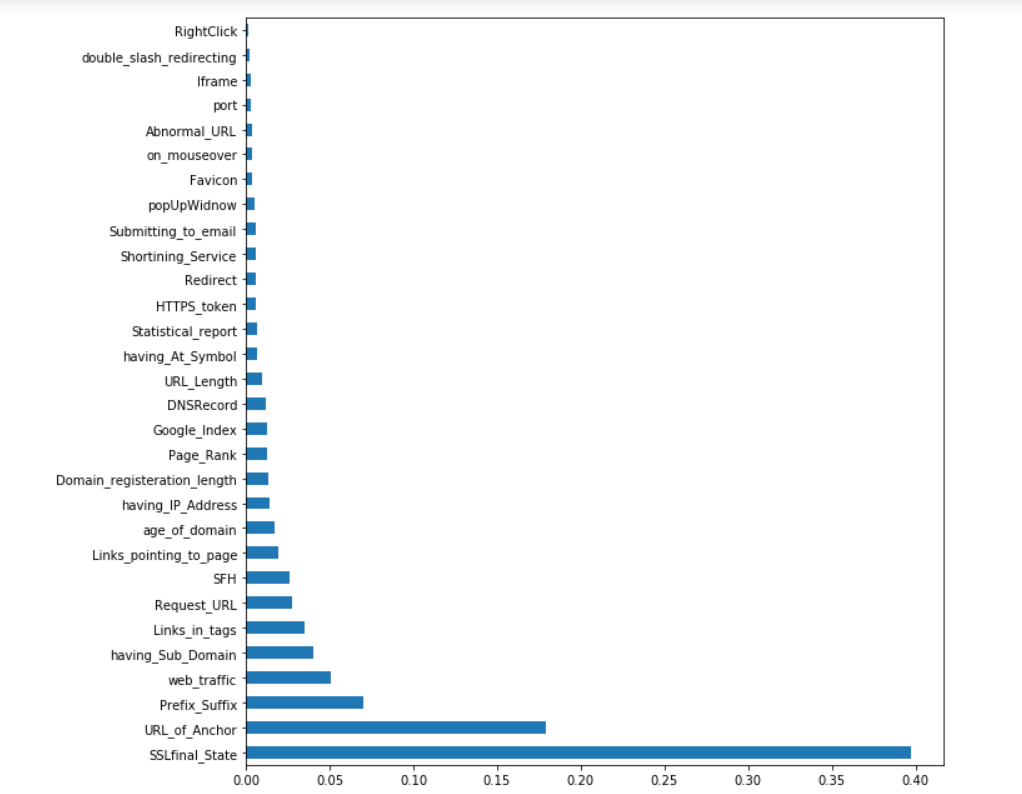 RightClick
double_slash_redirecting
Iframe
port
Abnormal_URL
on_mouseover
Favicon
popUpWidnow
Submitting_to_email
Shortining_Service
Redirect
HTTPS_token
Statistical_report
having_At_Symbol
URL_Length
DNSRecord
Google_Index
Page_Rank
Domain_registeration_length
having_IP_Address
age_of_domain
Links_pointing_to_page
SFH
Request_URL
Links_in_tags
having_Sub_Domain
web_traffic
Prefix_Suffix
URL_of_Anchor
SSLfinal_State
0.00 0.05 0.10 0.15 0.20 0.25 0.30 0.35 0.40